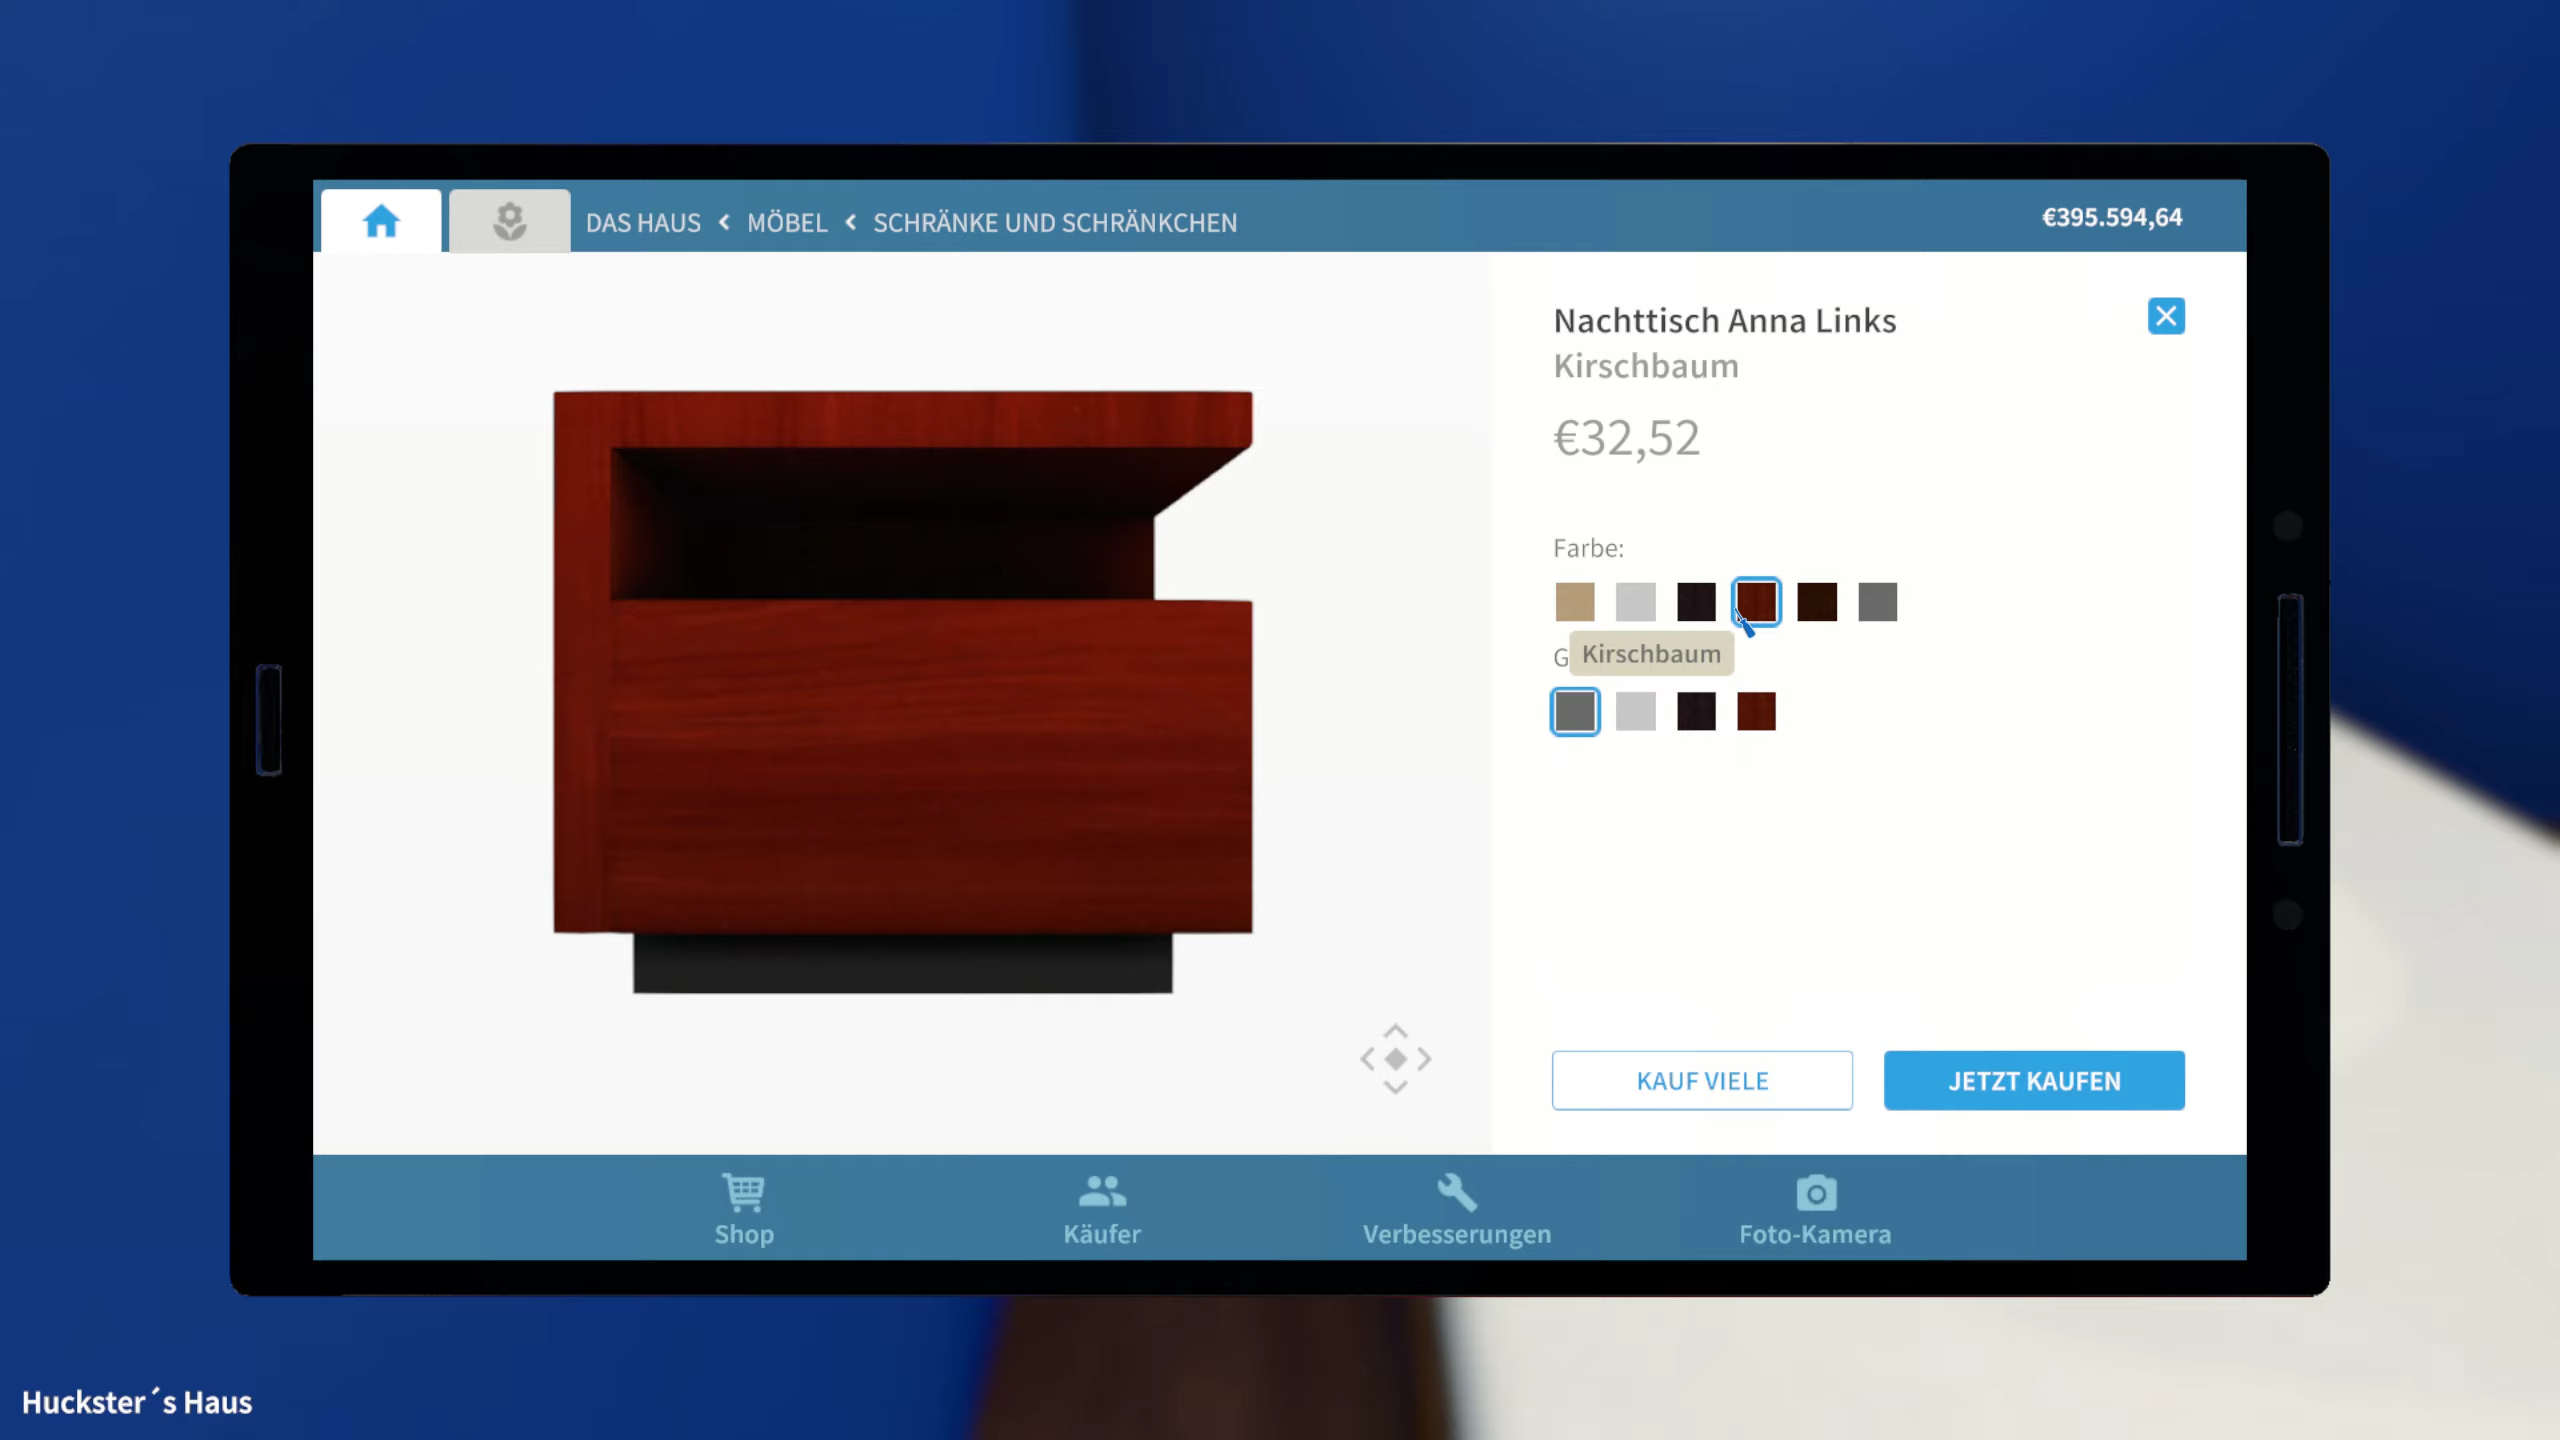 DAS HAUS < MÖBEL < SCHRÄNKE UND SCHRÄNKCHEN
€395.594,64
Nachttisch Anna Links
Kirschbaum
€32,52
Farbe:
Kirschbaum
KAUF VIELE
JETZT KAUFEN
Shop
Käufer
Verbesserungen
Foto-Kamera
Huckster´s Haus